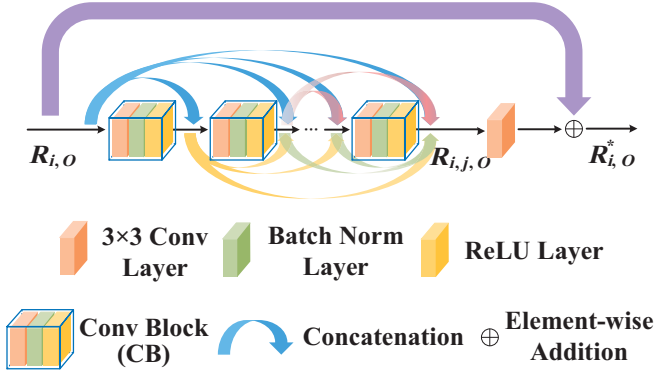 ...
R_{i,O}
R_{i,j,O}
R^*_{i,O}
3×3 Conv
Layer
Batch Norm
Layer
ReLU Layer
Conv Block
(CB)
Concatenation
⊕
Element-wise
Addition